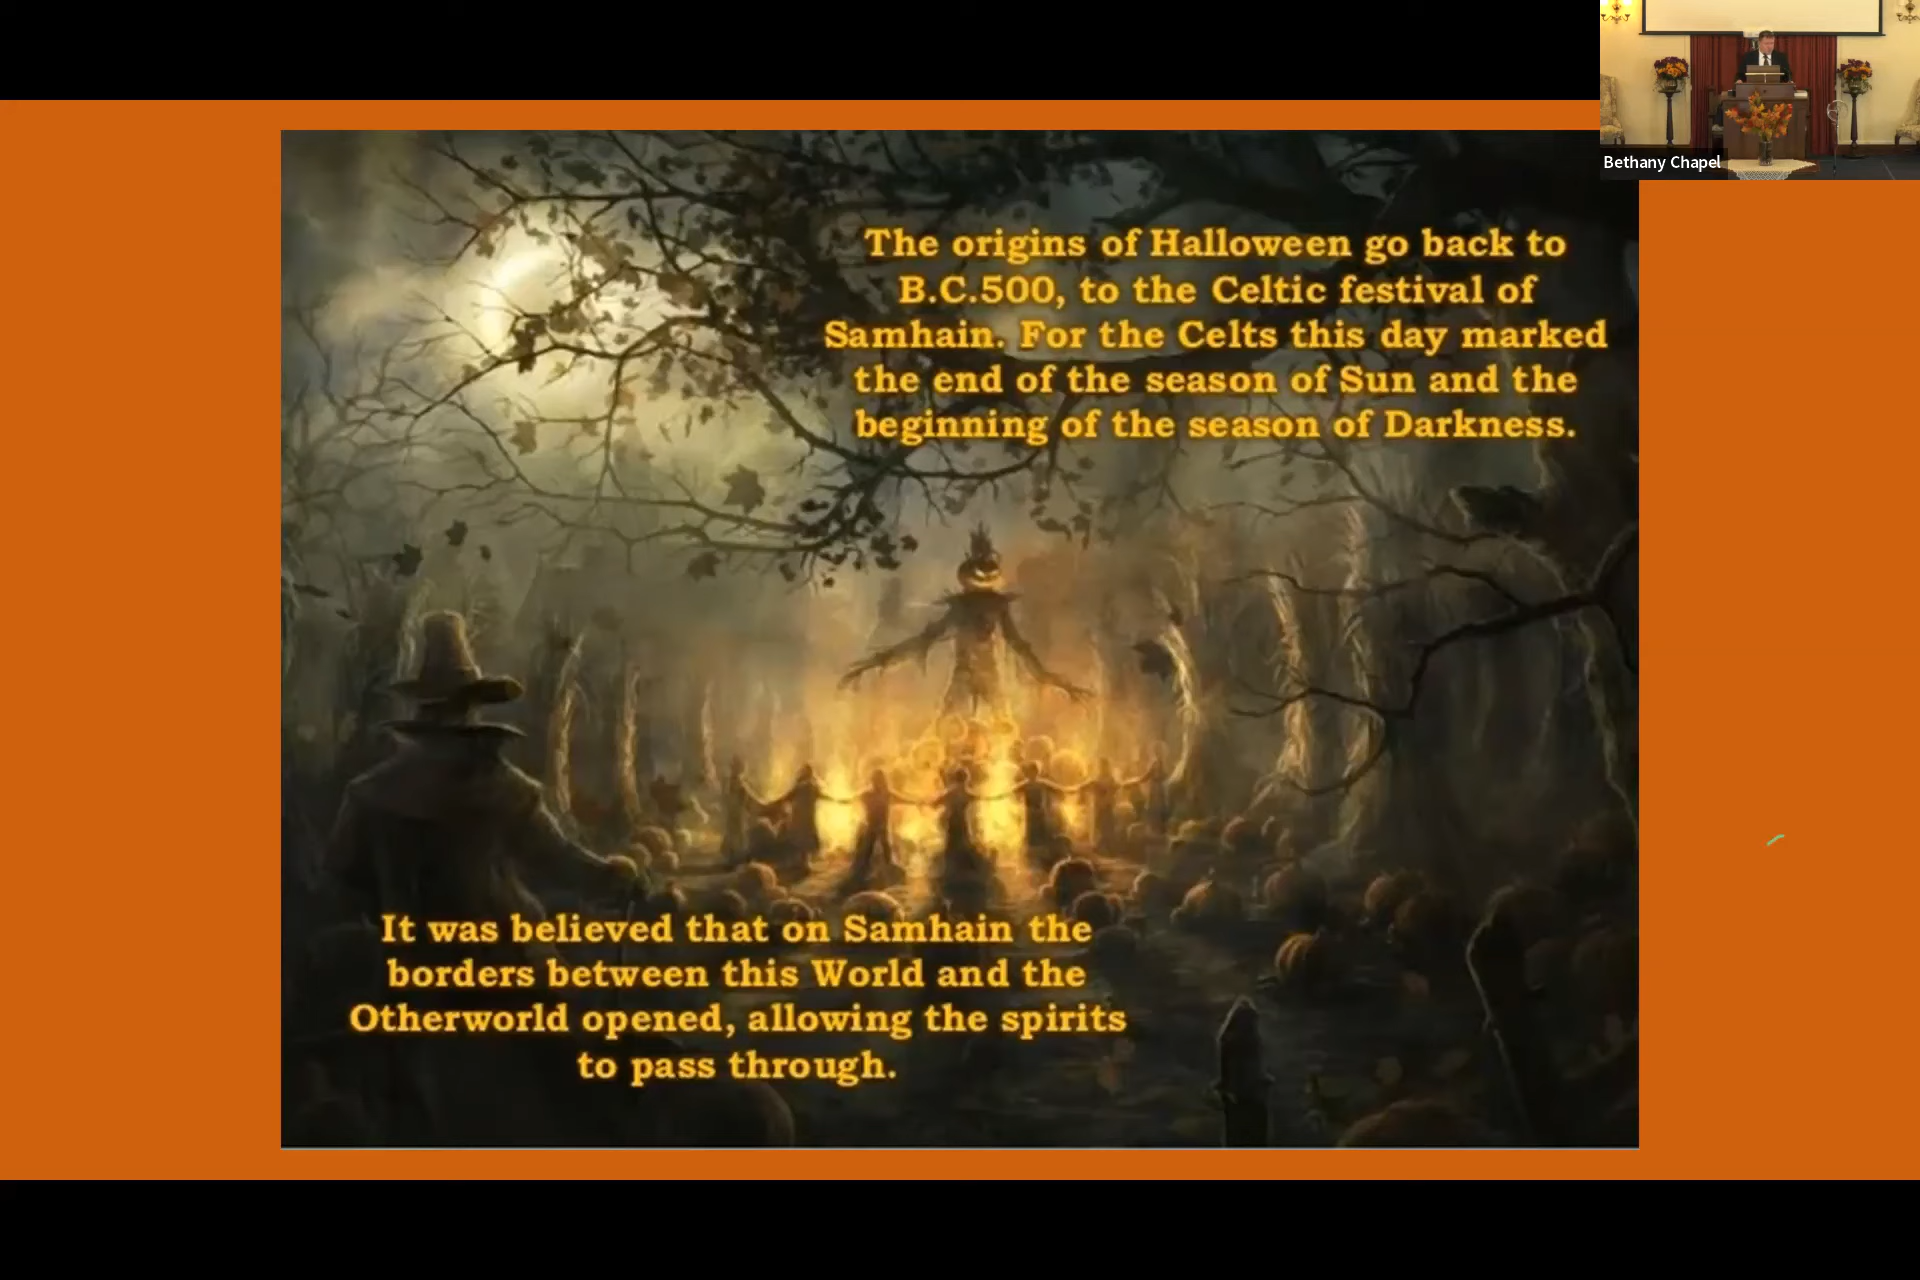 Bethany Chapel
The origins of Halloween go back to
B.C.500, to the Celtic festival of
Samhain. For the Celts this day marked
the end of the season of Sun and the
beginning of the season of Darkness.
It was believed that on Samhain the
borders between this World and the
Otherworld opened, allowing the spirits
to pass through.